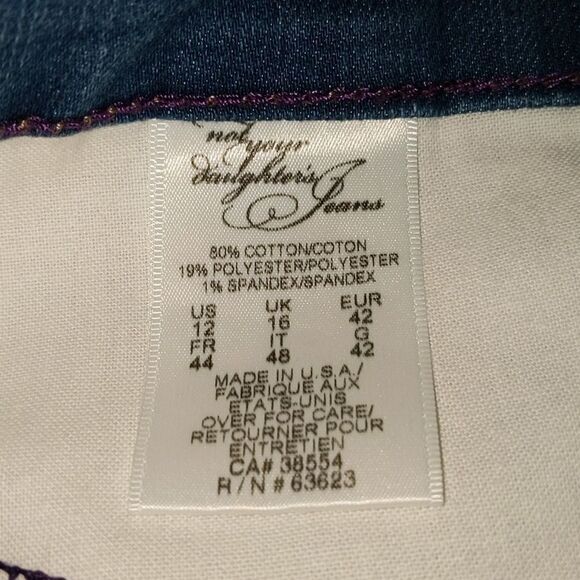 not your
daughter's
Jeans
80% COTTON/COTON
19% POLYESTER/POLYESTER
1% SPANDEX/SPANDEX
US UK EUR
12 16 42
FR IT G
44 48 42
MADE IN U.S.A/
FABRIQUE AUX
ETATS-UNIS
OVER FOR CARE/
RETOURNER POUR
ENTRETIEN
CA# 38554
R/N# 63623